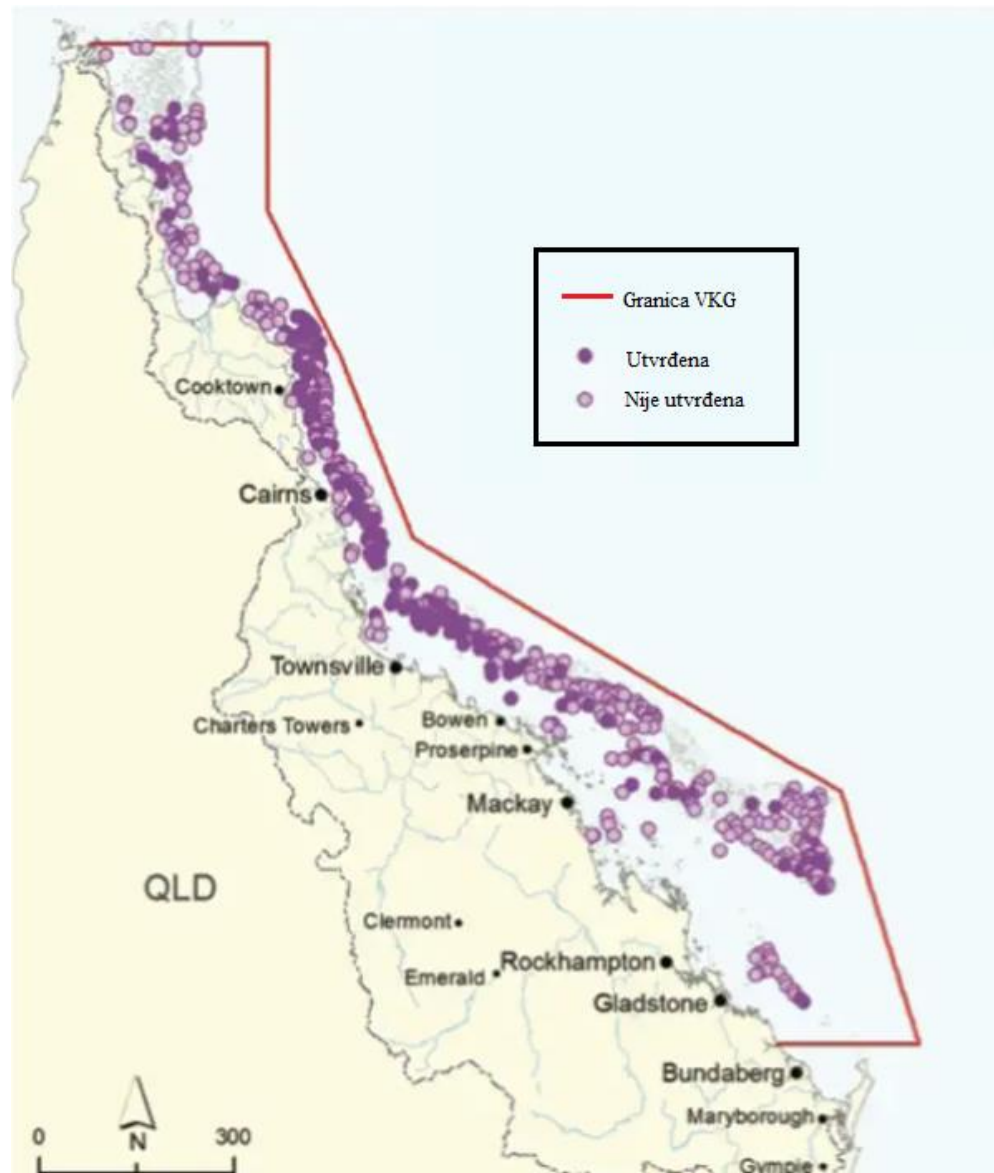 Granica VKG
Utvrđena
Nije utvrđena
Cooktown
Cairns
Townsville
Charters Towers
Bowen
Proserpine
Mackay
QLD
Clermont
Emerald
Rockhampton
Gladstone
Bundaberg
Maryborough
Gympie
N
0 300